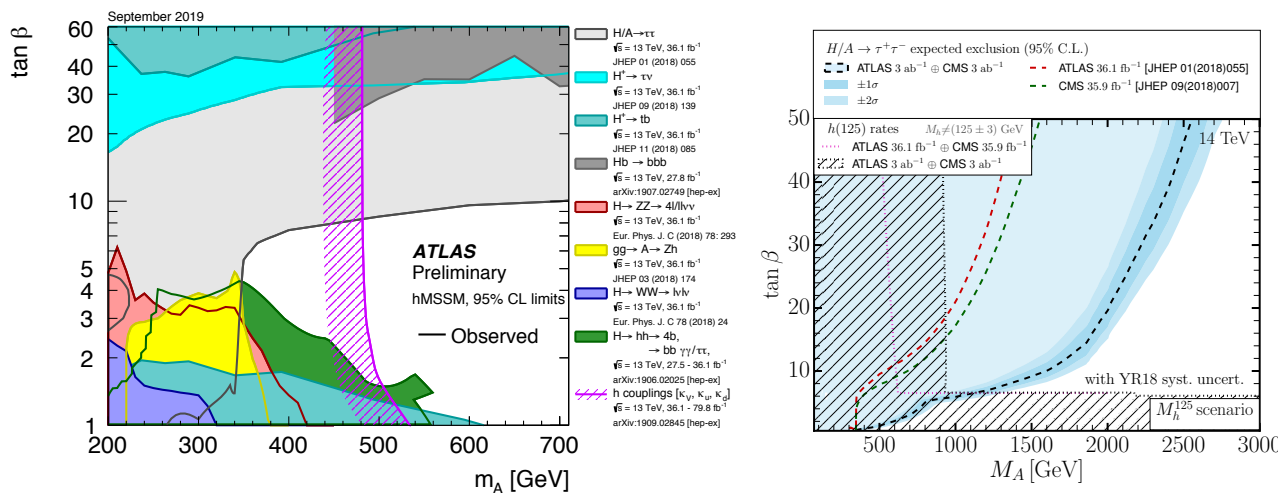 September 2019
tan β
60
50
40
30
20
10
5
4
3
2
1
200
300
400
500
600
700
m_A [GeV]
ATLAS
Preliminary
hMSSM, 95% CL limits
Observed
H/A→ττ
√s = 13 TeV, 36.1 fb⁻¹
JHEP 01 (2018) 055
H⁺→ τν
√s = 13 TeV, 36.1 fb⁻¹
JHEP 09 (2018) 139
H⁺→ tb
√s = 13 TeV, 36.1 fb⁻¹
JHEP 11 (2018) 085
Hb → bbb
√s = 13 TeV, 27.8 fb⁻¹
arXiv:1907.02749 [hep-ex]
H→ ZZ→ 4l/llνν
√s = 13 TeV, 36.1 fb⁻¹
Eur. Phys. J. C (2018) 78: 293
gg→ A→ Zh
√s = 13 TeV, 36.1 fb⁻¹
JHEP 03 (2018) 174
H→ WW→ lνlν
√s = 13 TeV, 36.1 fb⁻¹
Eur. Phys. J. C 78 (2018) 24
H→ hh→ 4b,
→ bb γγ/ττ,
√s = 13 TeV, 27.5 - 36.1 fb⁻¹
arXiv:1906.02025 [hep-ex]
h couplings [κ_V, κ_u, κ_d]
√s = 13 TeV, 36.1 - 79.8 fb⁻¹
arXiv:1909.02845 [hep-ex]
H/A → τ⁺τ⁻ expected exclusion (95% C.L.)
ATLAS 3 ab⁻¹ ⊕ CMS 3 ab⁻¹
±1σ
±2σ
ATLAS 36.1 fb⁻¹ [JHEP 01(2018)055]
CMS 35.9 fb⁻¹ [JHEP 09(2018)007]
h(125) rates M_h≠(125 ± 3) GeV
ATLAS 36.1 fb⁻¹ ⊕ CMS 35.9 fb⁻¹
ATLAS 3 ab⁻¹ ⊕ CMS 3 ab⁻¹
14 TeV
tan β
50
40
30
20
10
with YR18 syst. uncert.
M_h^125 scenario
500
1000
1500
2000
2500
3000
M_A [GeV]